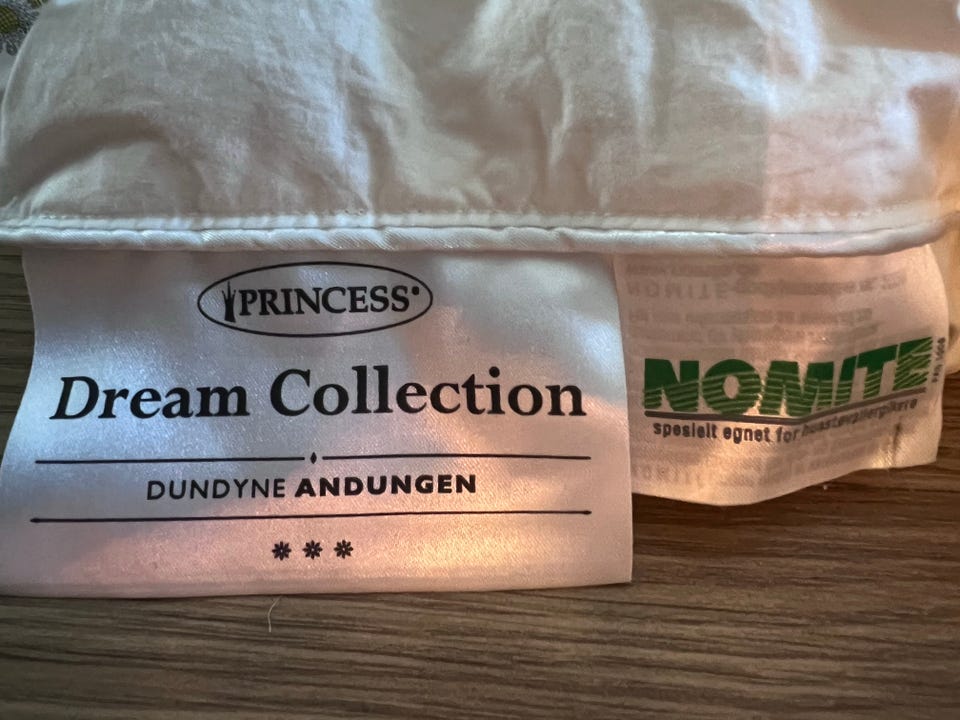 PRINCESS
Dream Collection
DUNDYNE ANDUNGEN
NOMITE
spesielt egnet for husstøvallergikere